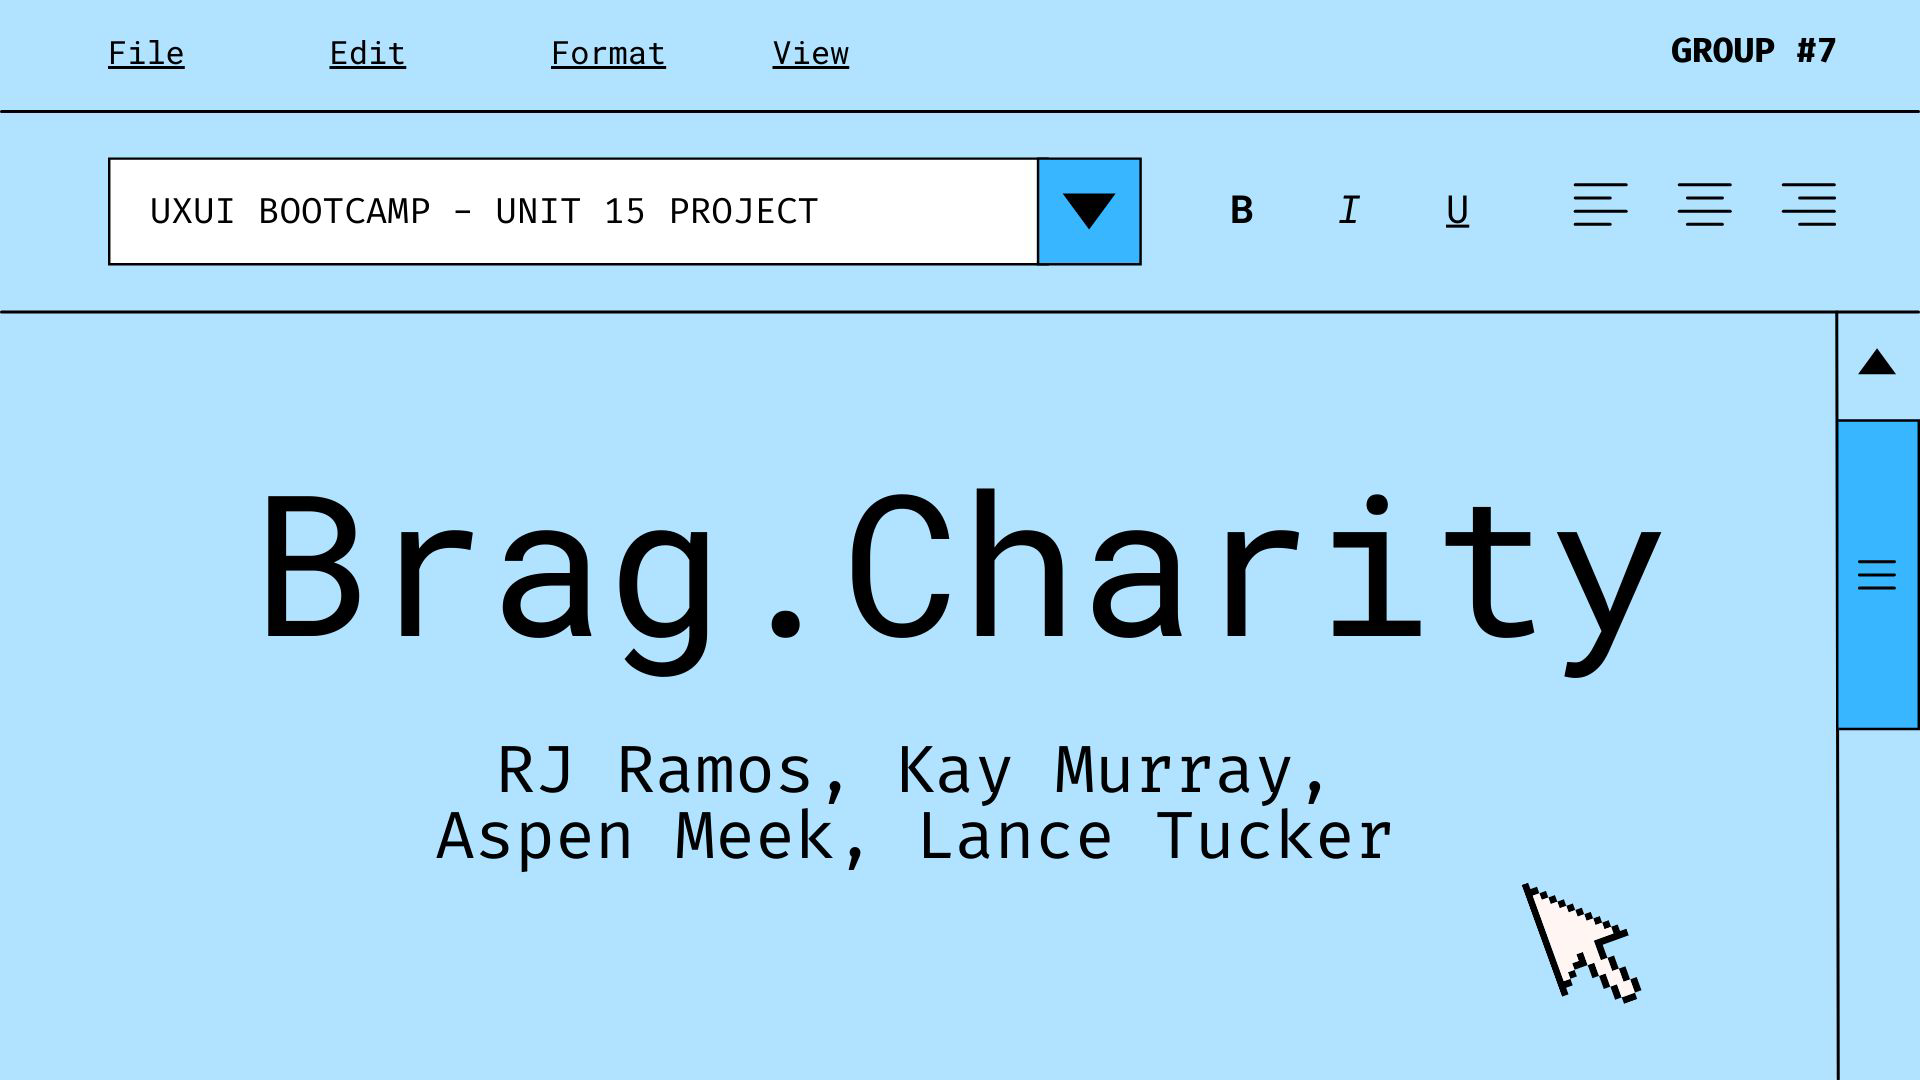 File Edit Format View GROUP #7
UXUI BOOTCAMP – UNIT 15 PROJECT B I U
Brag.Charity
RJ Ramos, Kay Murray,
Aspen Meek, Lance Tucker